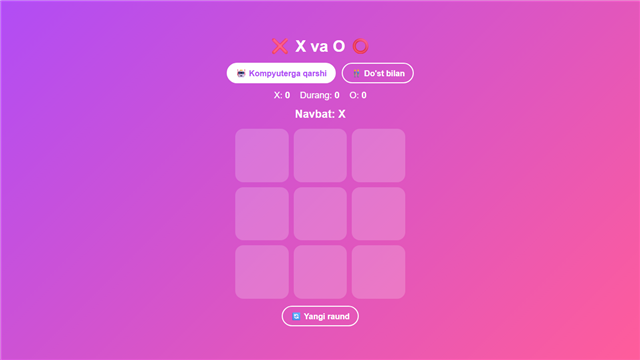 ❌ X va O ⭕
🤖 Kompyuterga qarshi
👫 Do'st bilan
X: 0 Durang: 0 O: 0
Navbat: X
🔄 Yangi raund